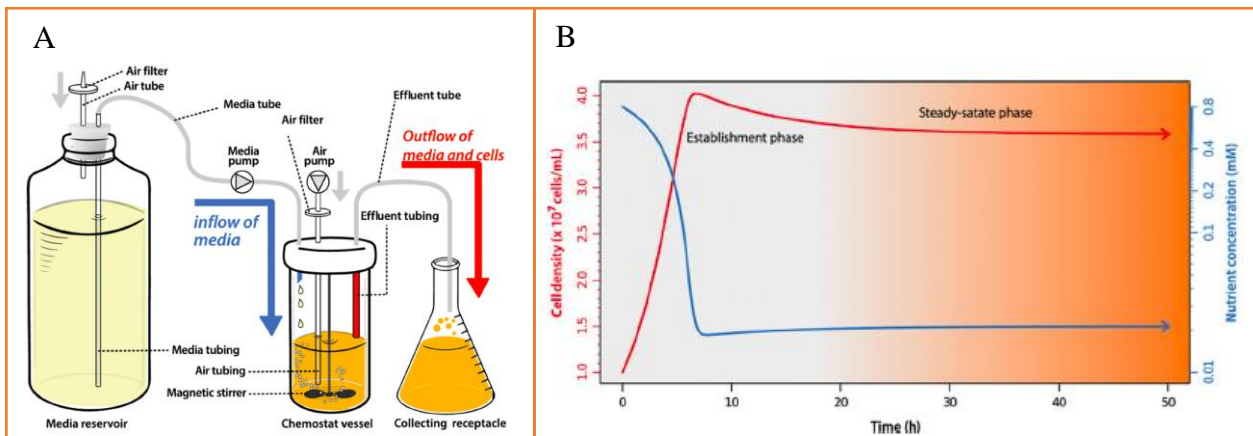 A
Air filter
Air tube
Media tube
Air filter
Effluent tube
Media
pump
Air
pump
Outflow of
media and cells
inflow of
media
Effluent tubing
Media tubing
Air tubing
Magnetic stirrer
Media reservoir
Chemostat vessel
Collecting receptacle
B
Cell density (x 10⁷ cells/mL)
4.0
3.5
3.0
2.5
2.0
1.5
1.0
Establishment phase
Steady-satate phase
0.8
0.4
0.2
0.1
0.01
Nutrient concentration (mM)
0 10 20 30 40 50
Time (h)